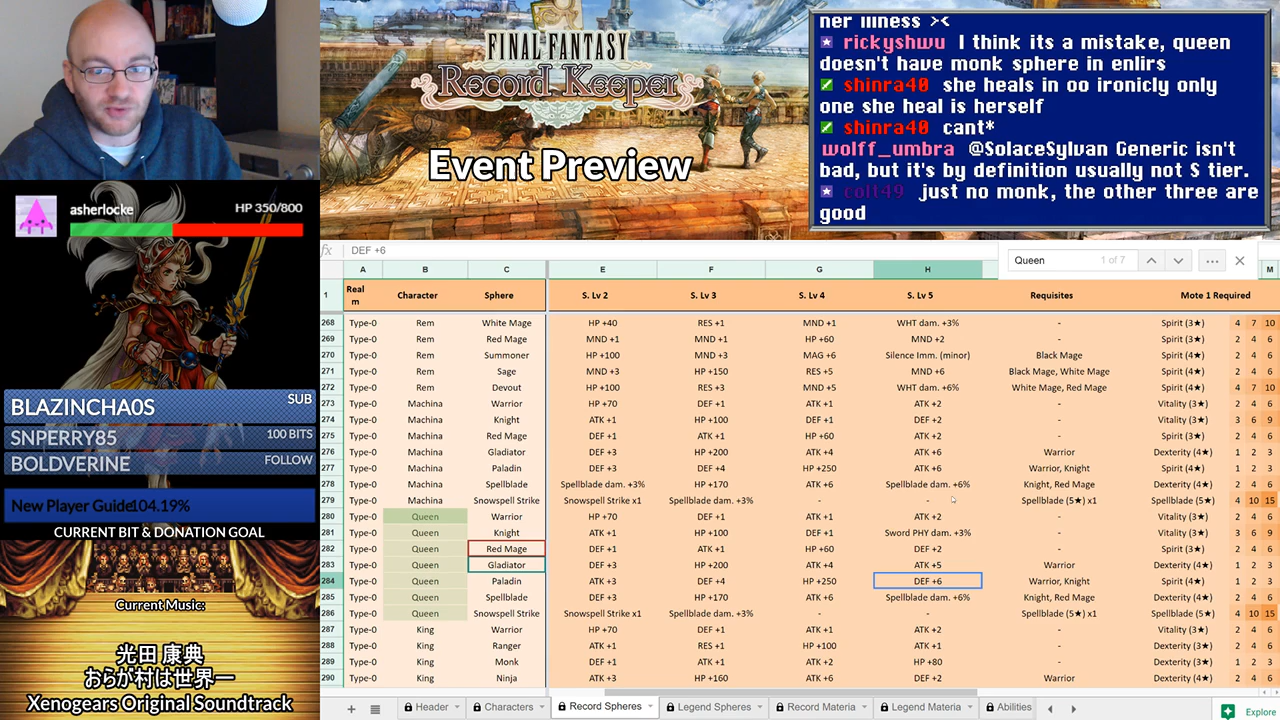 FINAL FANTASY
Record Keeper
Event Preview
ner illness ><
rickyshwu I think its a mistake, queen
doesn't have monk sphere in enlirs
shinra40 she heals in oo ironicly only
one she heal is herself
shinra40 cant*
wolff_umbra @SolaceSylvan Generic isn't
bad, but it's by definition usually not S tier.
colt49 just no monk, the other three are
good
asherlocke HP 350/800
BLAZINCHA0S SUB
SNPERRY85 100 BITS
BOLDVERINE FOLLOW
New Player Guide 104.19%
CURRENT BIT & DONATION GOAL
Current Music:
光田 康典
おらが村は世界一
Xenogears Original Soundtrack
fx DEF +6
Queen 1 of 7
A B C E F G H M
1 Real
m Character Sphere S. Lv 2 S. Lv 3 S. Lv 4 S. Lv 5 Requisites Mote 1 Required
268 Type-0 Rem White Mage HP +40 RES +1 MND +1 WHT dam. +3% - Spirit (3★) 4 7 10
269 Type-0 Rem Red Mage MND +1 MND +1 HP +60 MND +2 - Spirit (3★) 2 4 6
270 Type-0 Rem Summoner HP +100 MND +3 MAG +6 Silence Imm. (minor) Black Mage Spirit (4★) 2 4 6
271 Type-0 Rem Sage MND +3 HP +150 RES +5 MND +6 Black Mage, White Mage Spirit (4★) 2 4 6
272 Type-0 Rem Devout HP +100 RES +3 MND +5 WHT dam. +6% White Mage, Red Mage Spirit (4★) 4 7 10
273 Type-0 Machina Warrior HP +70 DEF +1 ATK +1 ATK +2 - Vitality (3★) 2 4 6
274 Type-0 Machina Knight ATK +1 HP +100 DEF +1 DEF +2 - Vitality (3★) 3 6 9
275 Type-0 Machina Red Mage DEF +1 ATK +1 HP +60 ATK +2 - Spirit (3★) 2 4 6
276 Type-0 Machina Gladiator DEF +3 HP +200 ATK +4 ATK +6 Warrior Dexterity (4★) 1 2 3
277 Type-0 Machina Paladin DEF +3 DEF +4 HP +250 ATK +6 Warrior, Knight Spirit (4★) 1 2 3
278 Type-0 Machina Spellblade Spellblade dam. +3% HP +170 ATK +6 Spellblade dam. +6% Knight, Red Mage Dexterity (4★) 2 4 6
279 Type-0 Machina Snowspell Strike Snowspell Strike x1 Spellblade dam. +3% - - Spellblade (5★) x1 Spellblade (5★) 4 10 15
280 Type-0 Queen Warrior HP +70 DEF +1 ATK +1 ATK +2 - Vitality (3★) 2 4 6
281 Type-0 Queen Knight ATK +1 HP +100 DEF +1 Sword PHY dam. +3% - Vitality (3★) 3 6 9
282 Type-0 Queen Red Mage DEF +1 ATK +1 HP +60 DEF +2 - Spirit (3★) 2 4 6
283 Type-0 Queen Gladiator DEF +3 HP +200 ATK +4 ATK +5 Warrior Dexterity (4★) 1 2 3
284 Type-0 Queen Paladin ATK +3 DEF +4 HP +250 DEF +6 Warrior, Knight Spirit (4★) 1 2 3
285 Type-0 Queen Spellblade DEF +3 HP +170 ATK +6 Spellblade dam. +6% Knight, Red Mage Dexterity (4★) 2 4 6
286 Type-0 Queen Snowspell Strike Snowspell Strike x1 Spellblade dam. +3% - - Spellblade (5★) x1 Spellblade (5★) 4 10 15
287 Type-0 King Warrior HP +70 DEF +1 ATK +1 ATK +2 - Vitality (3★) 2 4 6
288 Type-0 King Ranger ATK +1 RES +1 HP +100 ATK +2 - Dexterity (3★) 2 4 6
289 Type-0 King Monk DEF +1 ATK +1 ATK +2 HP +80 - Dexterity (3★) 1 2 3
290 Type-0 King Ninja ATK +3 HP +160 ATK +6 DEF +2 Warrior Dexterity (4★) 2 4 6
Header Characters Record Spheres Legend Spheres Record Materia Legend Materia Abilities
Explore